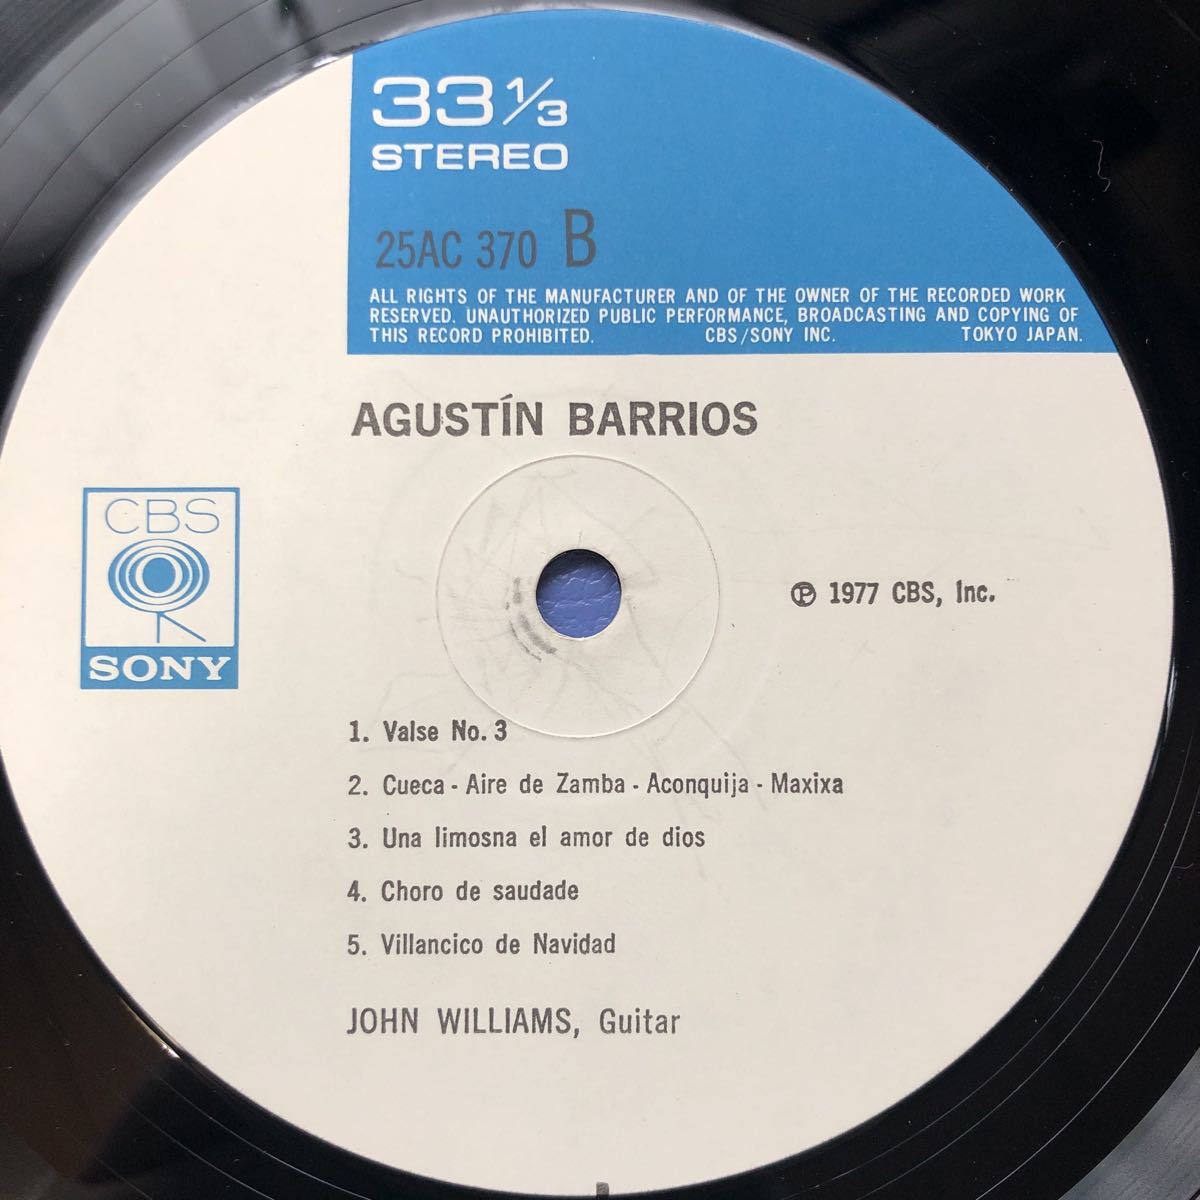 33 1/3
STEREO
25AC 370 B
ALL RIGHTS OF THE MANUFACTURER AND OF THE OWNER OF THE RECORDED WORK
RESERVED. UNAUTHORIZED PUBLIC PERFORMANCE, BROADCASTING AND COPYING OF
THIS RECORD PROHIBITED. CBS/SONY INC. TOKYO JAPAN.
AGUSTÍN BARRIOS
CBS
SONY
℗ 1977 CBS, Inc.
1. Valse No. 3
2. Cueca - Aire de Zamba - Aconquija - Maxixa
3. Una limosna el amor de dios
4. Choro de saudade
5. Villancico de Navidad
JOHN WILLIAMS, Guitar